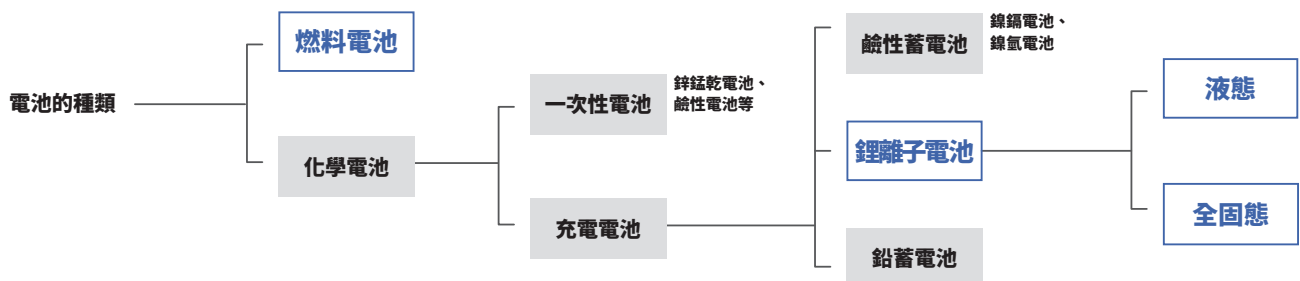 電池的種類
燃料電池
化學電池
一次性電池
鋅錳乾電池、
鹼性電池等
充電電池
鹼性蓄電池
鎳鎘電池、
鎳氫電池
鋰離子電池
鉛蓄電池
液態
全固態